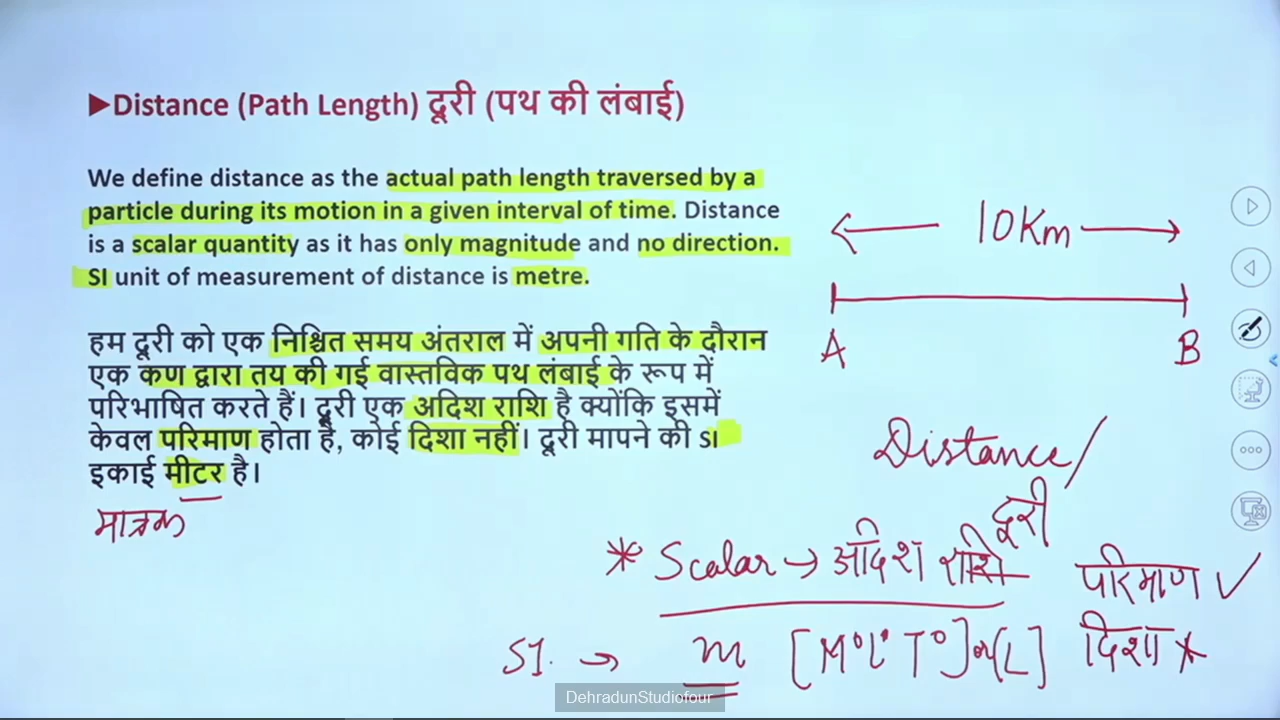 ▶Distance (Path Length) दूरी (पथ की लंबाई)
We define distance as the actual path length traversed by a
particle during its motion in a given interval of time. Distance
is a scalar quantity as it has only magnitude and no direction.
SI unit of measurement of distance is metre.
हम दूरी को एक निश्चित समय अंतराल में अपनी गति के दौरान
एक कण द्वारा तय की गई वास्तविक पथ लंबाई के रूप में
परिभाषित करते हैं। दूरी एक अदिश राशि है क्योंकि इसमें
केवल परिमाण होता है, कोई दिशा नहीं। दूरी मापने की SI
इकाई मीटर है।
मात्रक
10Km
A B
Distance/
दूरी
* Scalar → अदिश राशि
परिमाण ✓
दिशा *
SI. → m [M⁰L¹T⁰] or [L]
DehradunStudiofour